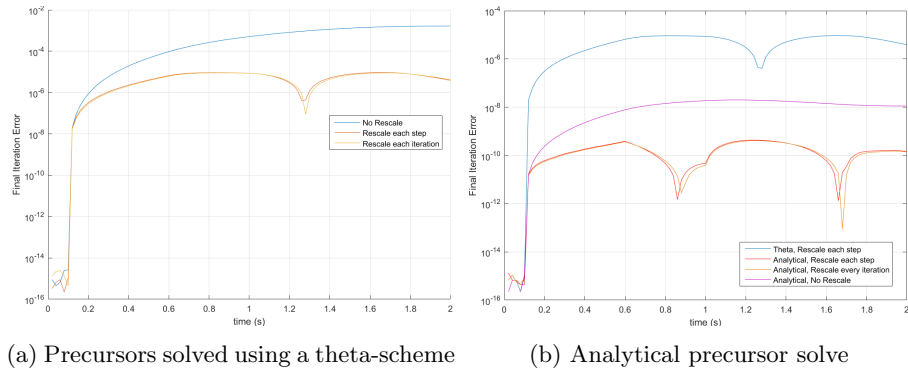 10^-2
10^-4
10^-6
10^-8
10^-10
10^-12
10^-14
10^-16
Final Iteration Error
0 0.2 0.4 0.6 0.8 1 1.2 1.4 1.6 1.8 2
time (s)
No Rescale
Rescale each step
Rescale each iteration
(a) Precursors solved using a theta-scheme
10^-4
10^-6
10^-8
10^-10
10^-12
10^-14
10^-16
Final Iteration Error
0 0.2 0.4 0.6 0.8 1 1.2 1.4 1.6 1.8 2
time (s)
Theta, Rescale each step
Analytical, Rescale each step
Analytical, Rescale every iteration
Analytical, No Rescale
(b) Analytical precursor solve